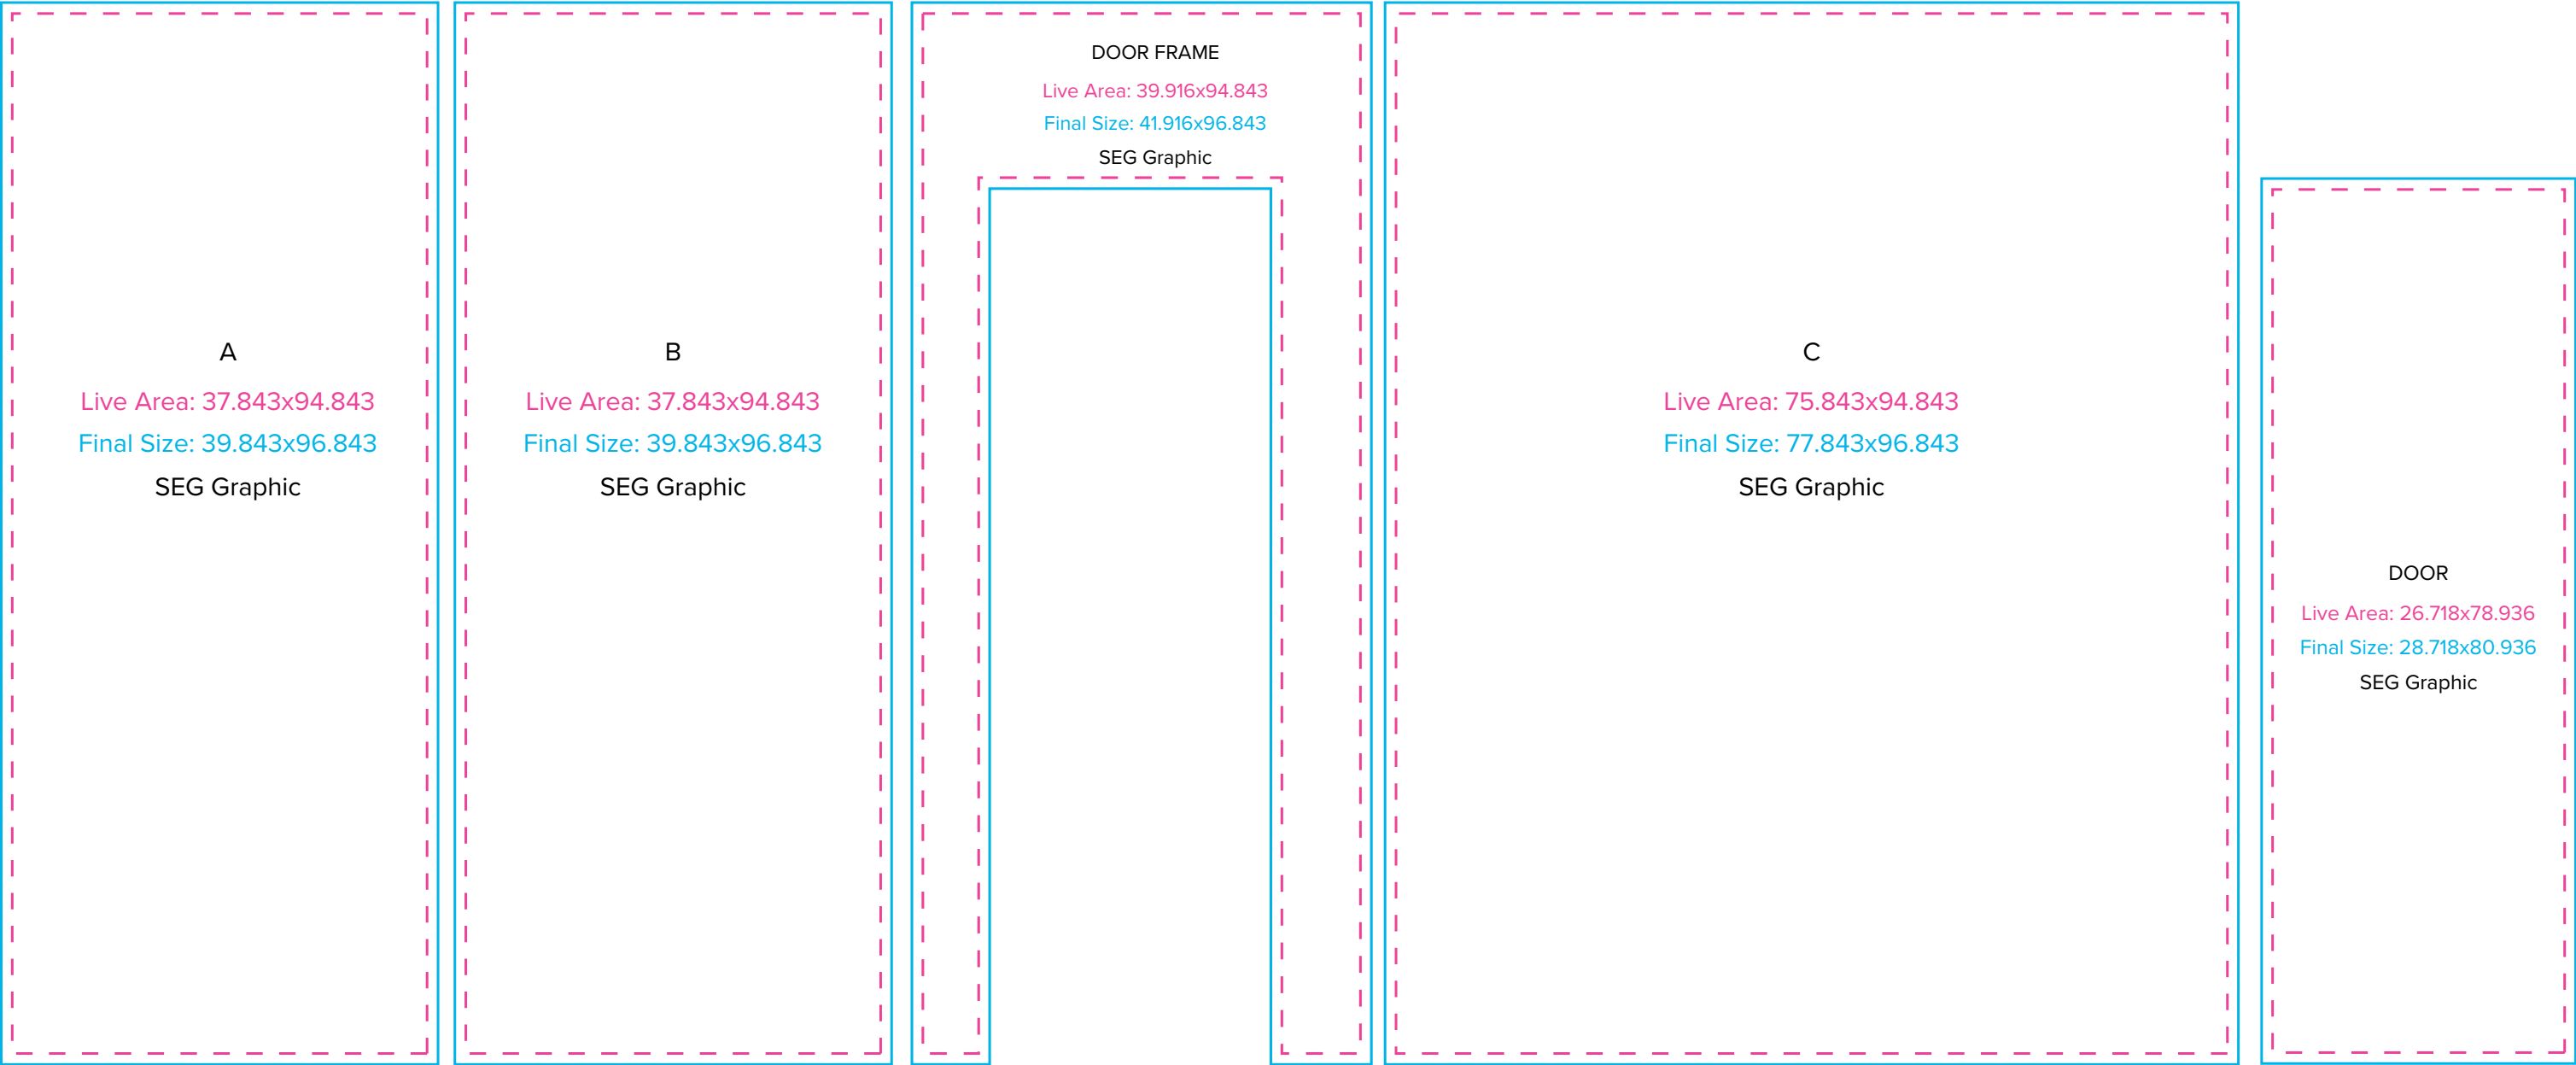 A
Live Area: 37.843x94.843
Final Size: 39.843x96.843
SEG Graphic
B
Live Area: 37.843x94.843
Final Size: 39.843x96.843
SEG Graphic
DOOR FRAME
Live Area: 39.916x94.843
Final Size: 41.916x96.843
SEG Graphic
C
Live Area: 75.843x94.843
Final Size: 77.843x96.843
SEG Graphic
DOOR
Live Area: 26.718x78.936
Final Size: 28.718x80.936
SEG Graphic